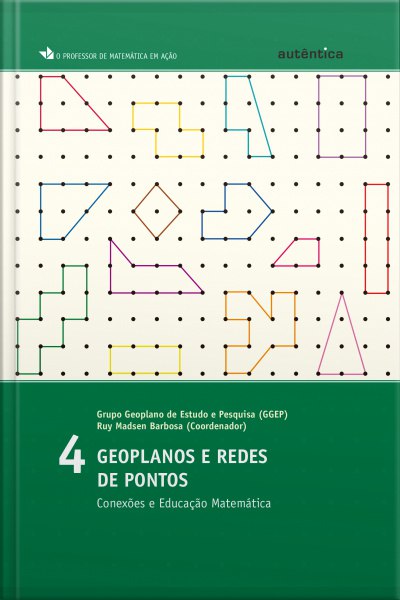 O PROFESSOR DE MATEMÁTICA EM AÇÃO
autêntica
Grupo Geoplano de Estudo e Pesquisa (GGEP)
Ruy Madsen Barbosa (Coordenador)
4
GEOPLANOS E REDES
DE PONTOS
Conexões e Educação Matemática